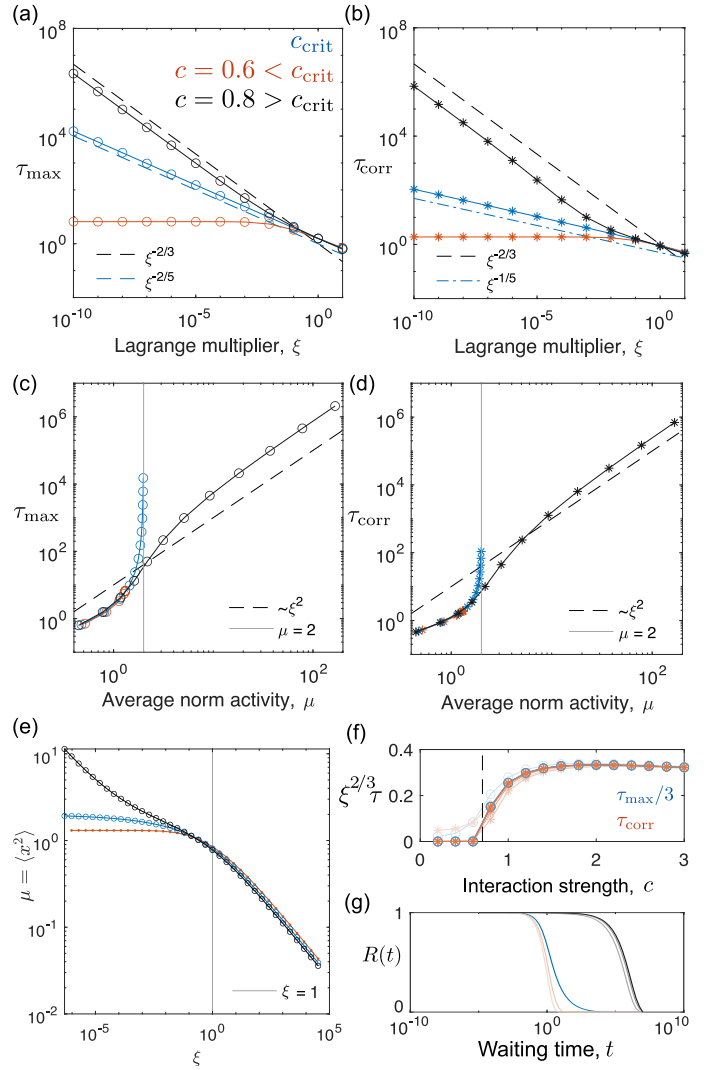 (a)
10^8
10^6
10^4
τ_max
10^2
10^0
c_crit
c = 0.6 < c_crit
c = 0.8 > c_crit
ξ^-2/3
ξ^-2/5
10^-10
10^-5
10^0
Lagrange multiplier, ξ
(b)
10^4
τ_corr
10^0
ξ^-2/3
ξ^-1/5
10^-10
10^-5
10^0
Lagrange multiplier, ξ
(c)
10^6
10^4
τ_max
10^2
10^0
~ξ^2
μ = 2
10^0
10^2
Average norm activity, μ
(d)
10^6
10^4
τ_corr
10^2
10^0
~ξ^2
μ = 2
10^0
10^2
Average norm activity, μ
(e)
10^1
10^0
μ = ⟨x^2⟩
10^-1
10^-2
ξ = 1
10^-5
10^0
10^5
ξ
(f)
0.4
ξ^2/3 τ
0.2
0
τ_max/3
τ_corr
0
1
2
3
Interaction strength, c
(g)
1
R(t)
0
10^-10
10^0
10^10
Waiting time, t